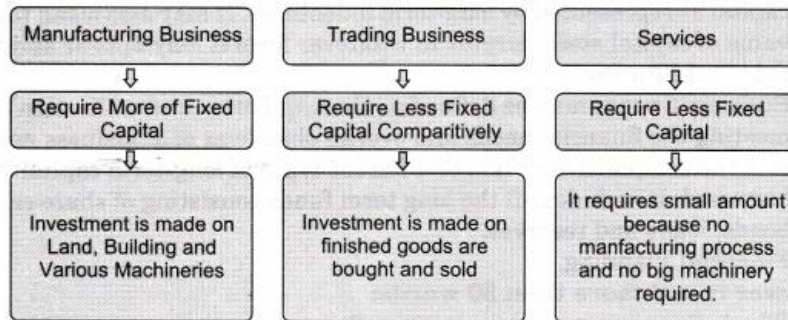 Manufacturing Business
Require More of Fixed
Capital
Investment is made on
Land, Building and
Various Machineries
Trading Business
Require Less Fixed
Capital Comparitively
Investment is made on
finished goods are
bought and sold
Services
Require Less Fixed
Capital
It requires small amount
because no
manfacturing process
and no big machinery
required.